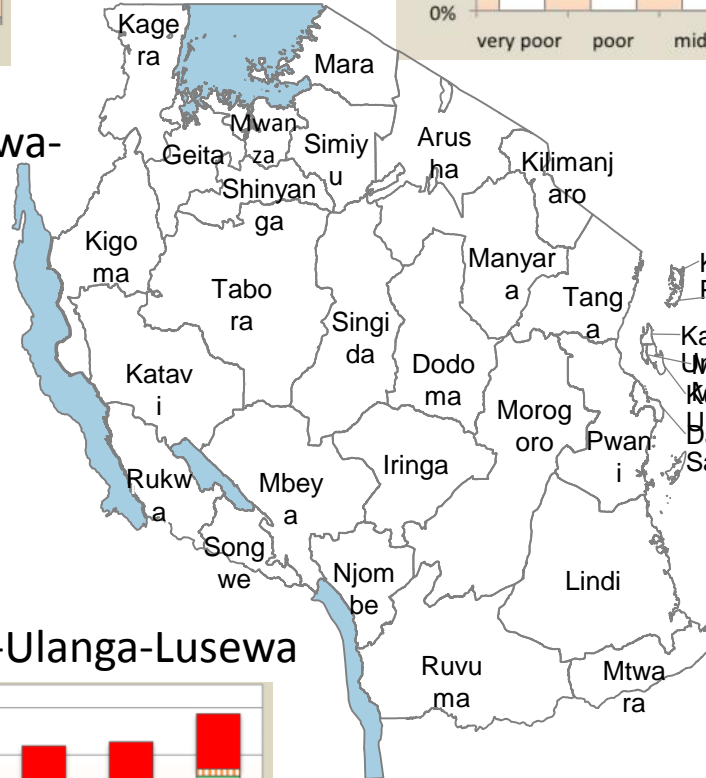 0%
very poor poor mid
Kage
ra
Mara
wa-
Mwan
za
Geita
Simiy
u
Arus
ha
Kilimanj
aro
Shinyan
ga
Kigo
ma
Tabo
ra
Singi
da
Manyar
a
Tang
a
Dodo
ma
Katav
i
Morog
oro
Pwan
i
Iringa
Rukw
a
Mbey
a
Song
we
Njom
be
Lindi
-Ulanga-Lusewa
Ruvu
ma
Mtwa
ra